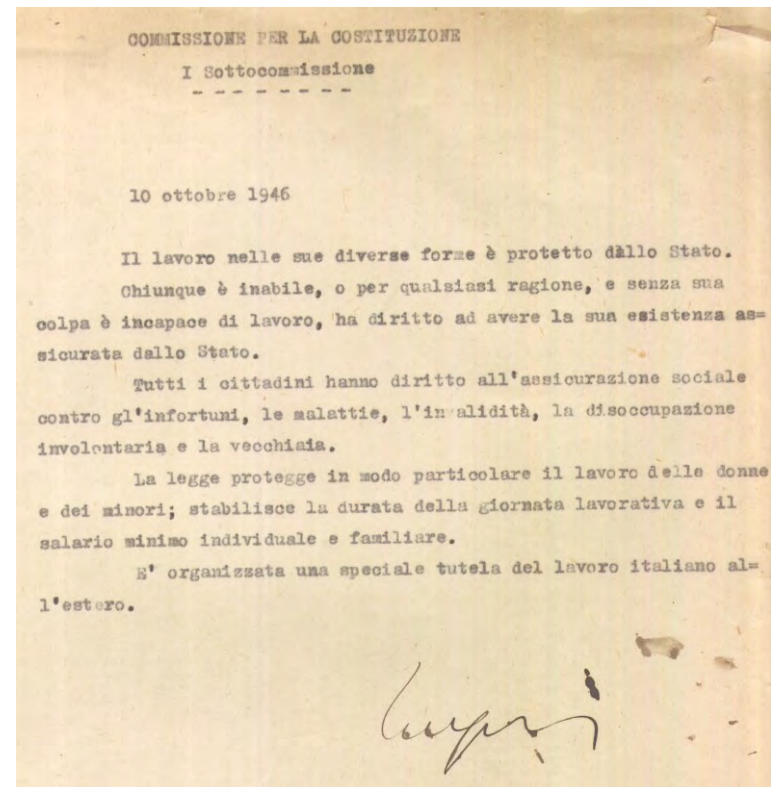 COMMISSIONE PER LA COSTITUZIONE
I Sottocommissione
- - - - - - - -
10 ottobre 1946
Il lavoro nelle sue diverse forme è protetto dallo Stato.
Chiunque è inabile, o per qualsiasi ragione, e senza sua
colpa è incapace di lavoro, ha diritto ad avere la sua esistenza as=
sicurata dallo Stato.
Tutti i cittadini hanno diritto all'assicurazione sociale
contro gl'infortuni, le malattie, l'invalidità, la disoccupazione
involontaria e la vecchiaia.
La legge protegge in modo particolare il lavoro delle donne
e dei minori; stabilisce la durata della giornata lavorativa e il
salario minimo individuale e familiare.
E' organizzata una speciale tutela del lavoro italiano al=
l'estero.